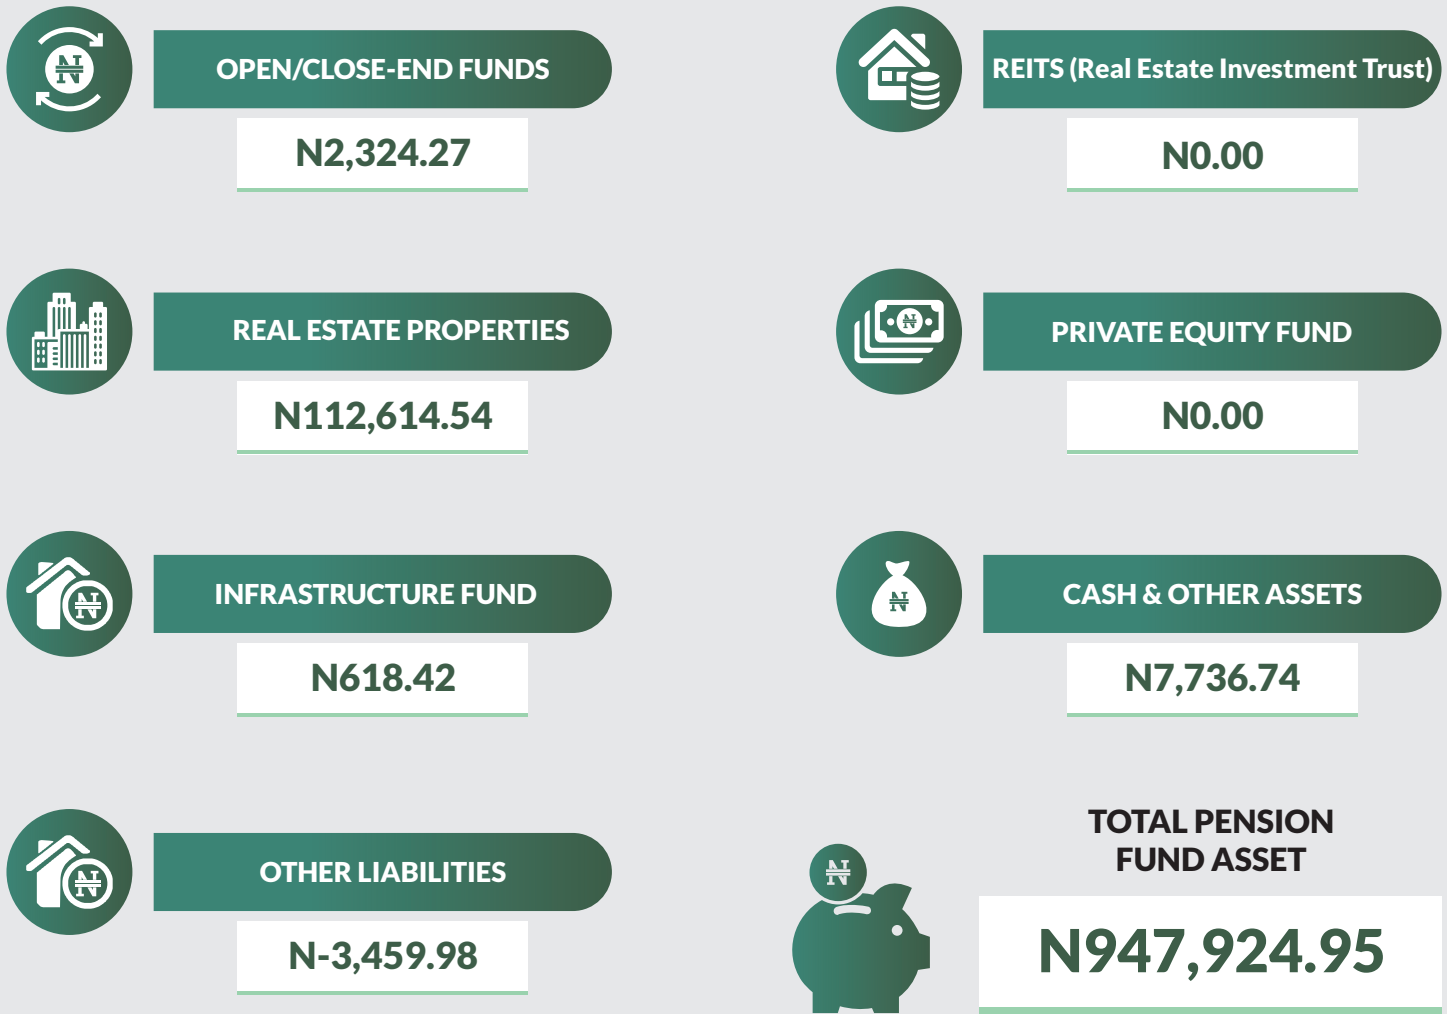 OPEN/CLOSE-END FUNDS
N2,324.27
REITS (Real Estate Investment Trust)
N0.00
REAL ESTATE PROPERTIES
N112,614.54
PRIVATE EQUITY FUND
N0.00
INFRASTRUCTURE FUND
N618.42
CASH & OTHER ASSETS
N7,736.74
OTHER LIABILITIES
N-3,459.98
TOTAL PENSION
FUND ASSET
N947,924.95